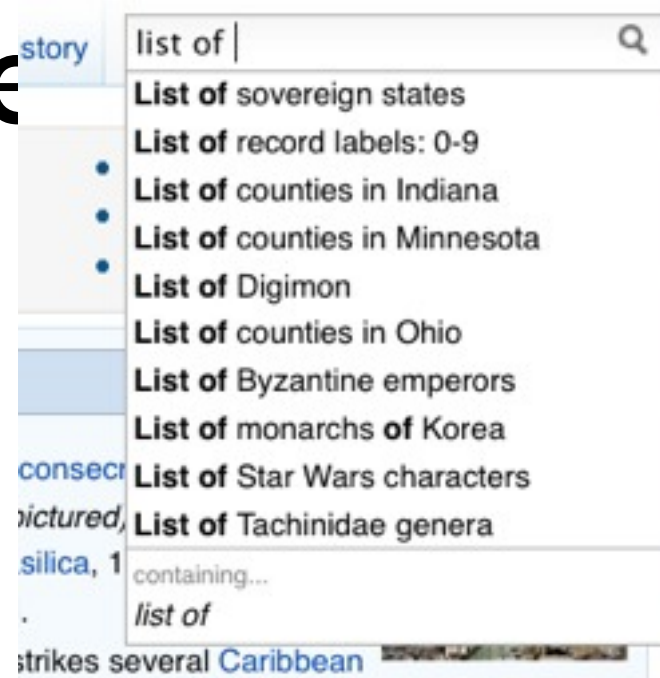 story
list of
List of sovereign states
List of record labels: 0-9
List of counties in Indiana
List of counties in Minnesota
List of Digimon
List of counties in Ohio
List of Byzantine emperors
List of monarchs of Korea
consecr
List of Star Wars characters
pictured,
List of Tachinidae genera
silica, 1
containing...
list of
strikes several Caribbean